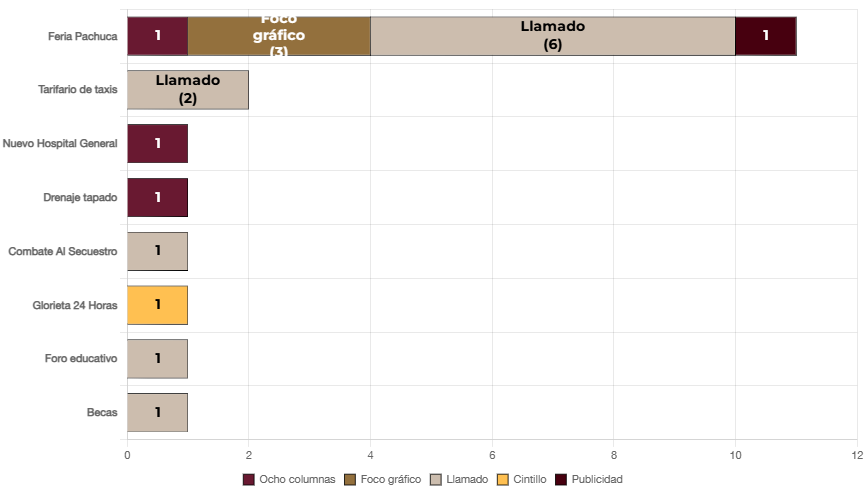 Feria Pachuca
1
Foco
gráfico
(3)
Llamado
(6)
1
Tarifario de taxis
Llamado
(2)
Nuevo Hospital General
1
Drenaje tapado
1
Combate Al Secuestro
1
Glorieta 24 Horas
1
Foro educativo
1
Becas
1
0 2 4 6 8 10 12
Ocho columnas Foco gráfico Llamado Cintillo Publicidad